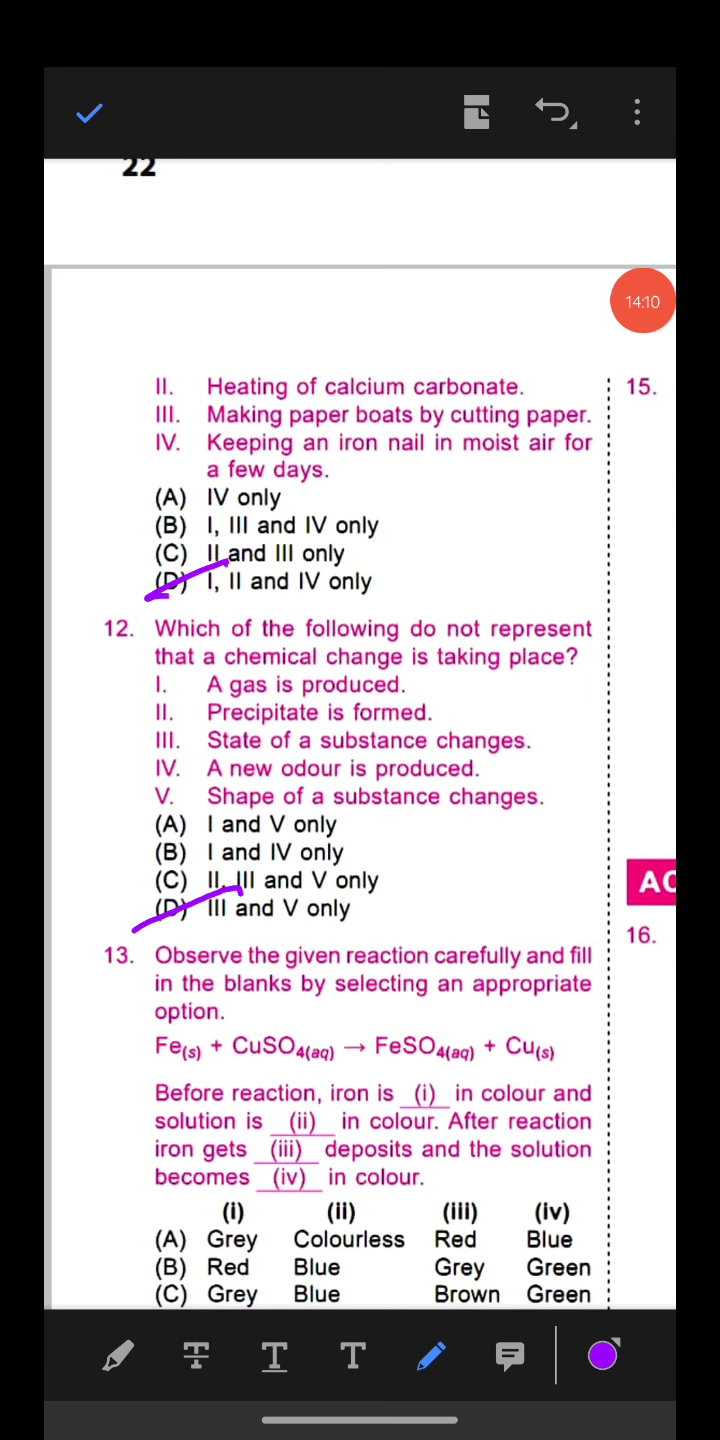 22
14:10
II. Heating of calcium carbonate.
III. Making paper boats by cutting paper.
IV. Keeping an iron nail in moist air for
a few days.
(A) IV only
(B) I, III and IV only
(C) II and III only
(D) I, II and IV only
12. Which of the following do not represent
that a chemical change is taking place?
I. A gas is produced.
II. Precipitate is formed.
III. State of a substance changes.
IV. A new odour is produced.
V. Shape of a substance changes.
(A) I and V only
(B) I and IV only
(C) II, III and V only
(D) III and V only
13. Observe the given reaction carefully and fill
in the blanks by selecting an appropriate
option.
Fe(s) + CuSO4(aq) → FeSO4(aq) + Cu(s)
Before reaction, iron is (i) in colour and
solution is (ii) in colour. After reaction
iron gets (iii) deposits and the solution
becomes (iv) in colour.
(i) (ii) (iii) (iv)
(A) Grey Colourless Red Blue
(B) Red Blue Grey Green
(C) Grey Blue Brown Green
15.
AC
16.
T T T